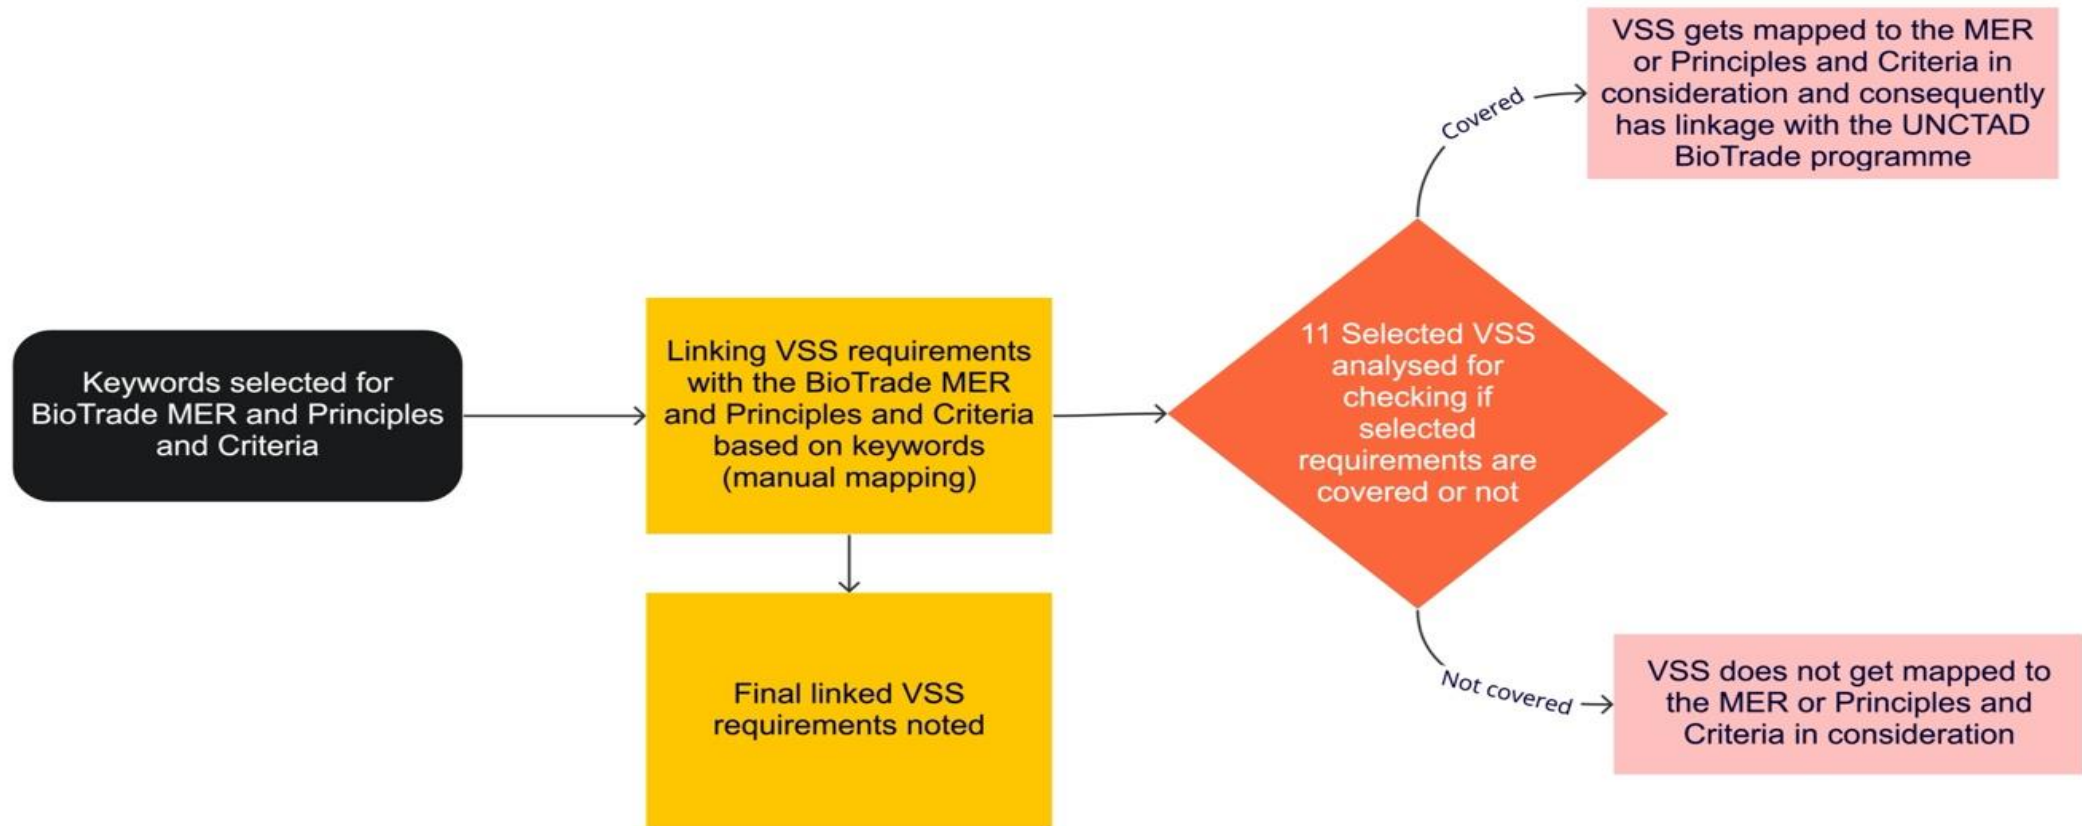 Keywords selected for
BioTrade MER and Principles
and Criteria
Linking VSS requirements
with the BioTrade MER
and Principles and Criteria
based on keywords
(manual mapping)
Final linked VSS
requirements noted
11 Selected VSS
analysed for
checking if
selected
requirements are
covered or not
Covered
VSS gets mapped to the MER
or Principles and Criteria in
consideration and consequently
has linkage with the UNCTAD
BioTrade programme
Not covered
VSS does not get mapped to
the MER or Principles and
Criteria in consideration